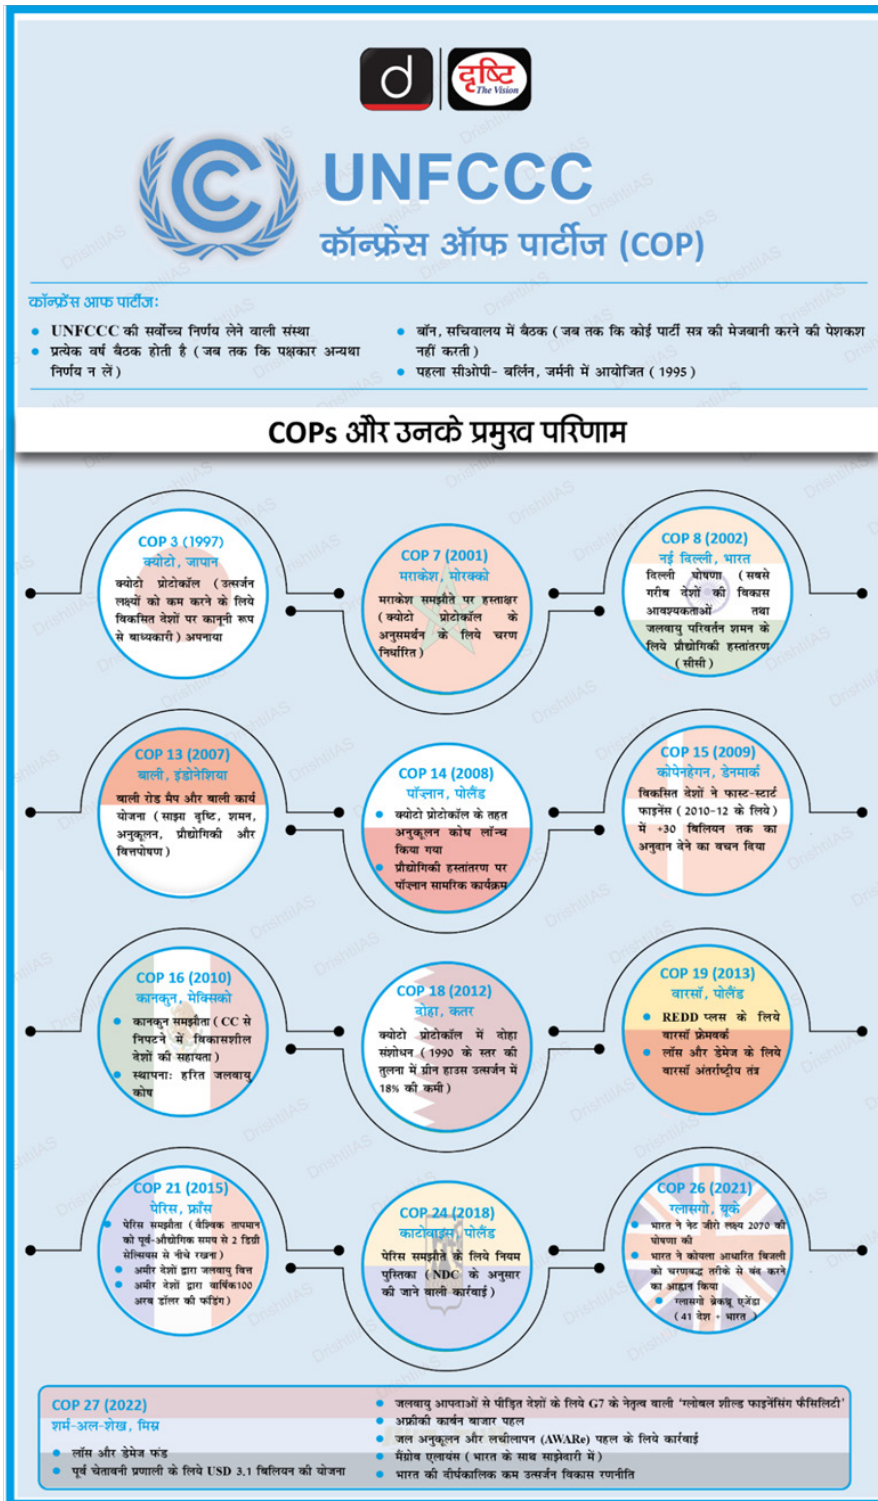 d
दृष्टि
The Vision
UNFCCC
कॉन्फ्रेंस ऑफ पार्टीज (COP)
कॉन्फ्रेंस आफ पार्टीज:
UNFCCC की सर्वोच्च निर्णय लेने वाली संस्था
प्रत्येक वर्ष बैठक होती है (जब तक कि पक्षकार अन्यथा
निर्णय न लें)
बॉन, सचिवालय में बैठक (जब तक कि कोई पार्टी सत्र की मेजबानी करने की पेशकश
नहीं करती)
पहला सीओपी- बर्लिन, जर्मनी में आयोजित (1995)
COPs और उनके प्रमुख परिणाम
COP 3 (1997)
क्योटो, जापान
क्योटो प्रोटोकॉल (उत्सर्जन
लक्ष्यों को कम करने के लिये
विकसित देशों पर कानूनी रूप
से बाध्यकारी) अपनाया
COP 7 (2001)
मराकेश, मोरक्को
मराकेश समझौते पर हस्ताक्षर
(क्योटो प्रोटोकॉल के
अनुसमर्थन के लिये चरण
निर्धारित)
COP 8 (2002)
नई दिल्ली, भारत
दिल्ली घोषणा (सबसे
गरीब देशों की विकास
आवश्यकताओं तथा
जलवायु परिवर्तन शमन के
लिये प्रौद्योगिकी हस्तांतरण
(सीसी)
COP 13 (2007)
बाली, इंडोनेशिया
बाली रोड मैप और बाली कार्य
योजना (साझा दृष्टि, शमन,
अनुकूलन, प्रौद्योगिकी और
वित्तपोषण)
COP 14 (2008)
पॉज़्नान, पोलैंड
क्योटो प्रोटोकॉल के तहत
अनुकूलन कोष लॉन्च
किया गया
प्रौद्योगिकी हस्तांतरण पर
पॉज़्नान सामरिक कार्यक्रम
COP 15 (2009)
कोपेनहेगन, डेनमार्क
विकसित देशों ने फास्ट-स्टार्ट
फाइनेंस (2010-12 के लिये)
में +30 बिलियन तक का
अनुदान देने का वचन दिया
COP 16 (2010)
कानकुन, मेक्सिको
कानकुन समझौता (CC से
निपटने में विकासशील
देशों की सहायता)
स्थापना: हरित जलवायु
कोष
COP 18 (2012)
दोहा, कतर
क्योटो प्रोटोकॉल में दोहा
संशोधन (1990 के स्तर की
तुलना में ग्रीन हाउस उत्सर्जन में
18% की कमी)
COP 19 (2013)
वारसॉ, पोलैंड
REDD प्लस के लिये
वारसॉ फ्रेमवर्क
लॉस और डेमेज के लिये
वारसॉ अंतर्राष्ट्रीय तंत्र
COP 21 (2015)
पेरिस, फ्राँस
पेरिस समझौता (वैश्विक तापमान
को पूर्व-औद्योगिक समय से 2 डिग्री
सेल्सियस से नीचे रखना)
अमीर देशों द्वारा जलवायु वित्त
अमीर देशों द्वारा वार्षिक100
अरब डॉलर की फंडिंग)
COP 24 (2018)
काटोवाइस, पोलैंड
पेरिस समझौते के लिये नियम
पुस्तिका (NDC के अनुसार
की जाने वाली कार्रवाई)
COP 26 (2021)
ग्लासगो, यूके
भारत ने नेट जीरो लक्ष्य 2070 की
घोषणा की
भारत ने कोयला आधारित बिजली
को चरणबद्ध तरीके से बंद करने
का आह्वान किया
ग्लासगो ब्रेकथ्रू एजेंडा
(41 देश + भारत )
COP 27 (2022)
शर्म-अल-शेख, मिस्र
लॉस और डेमेज फंड
पूर्व चेतावनी प्रणाली के लिये USD 3.1 बिलियन की योजना
जलवायु आपदाओं से पीड़ित देशों के लिये G7 के नेतृत्व वाली 'ग्लोबल शील्ड फाइनेंसिंग फैसिलिटी'
अफ्रीकी कार्बन बाजार पहल
जल अनुकूलन और लचीलापन (AWARe) पहल के लिये कार्रवाई
मैंग्रोव एलायंस (भारत के साथ साझेदारी में)
भारत की दीर्घकालिक कम उत्सर्जन विकास रणनीति